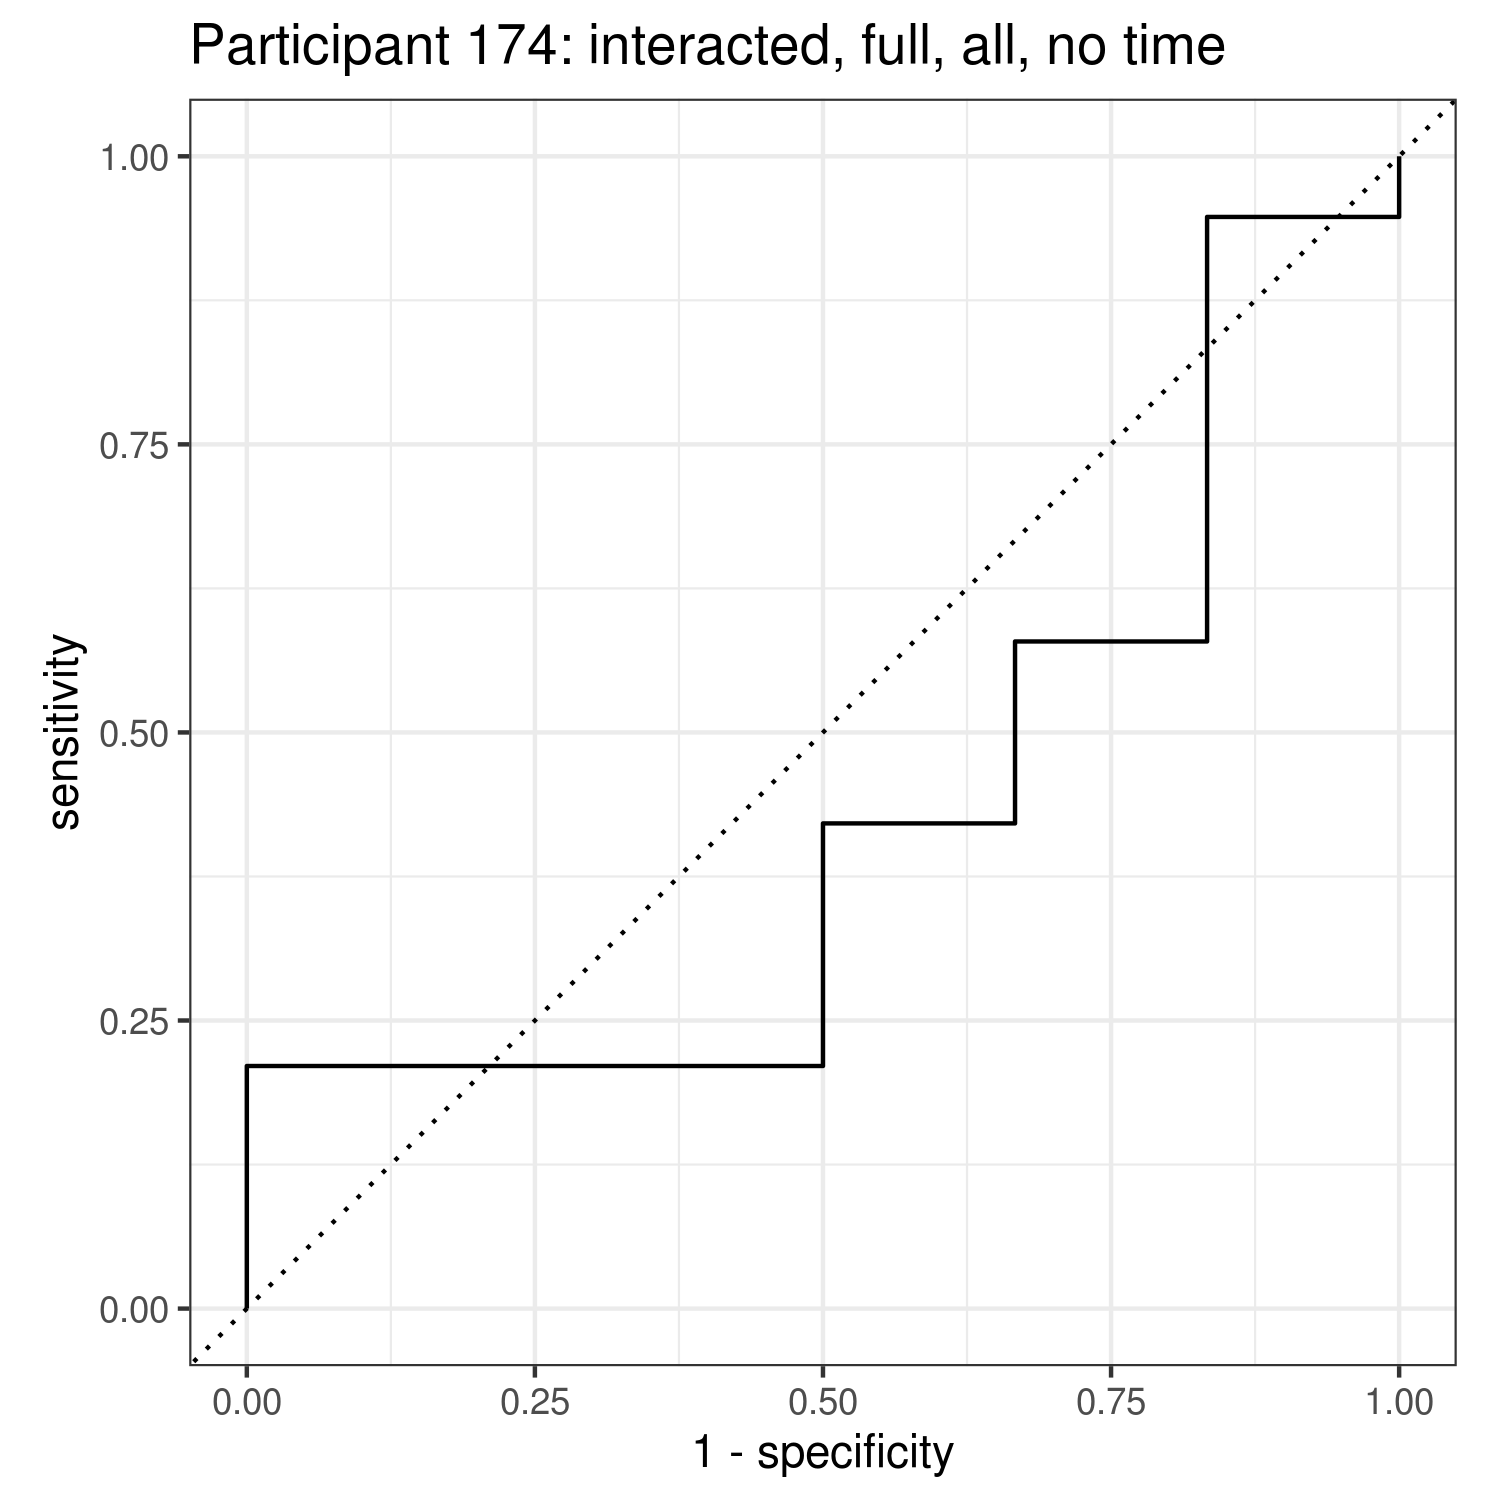 Participant 174: interacted, full, all, no time
1.00
0.75
0.50
0.25
0.00
sensitivity
0.00 0.25 0.50 0.75 1.00
1 - specificity